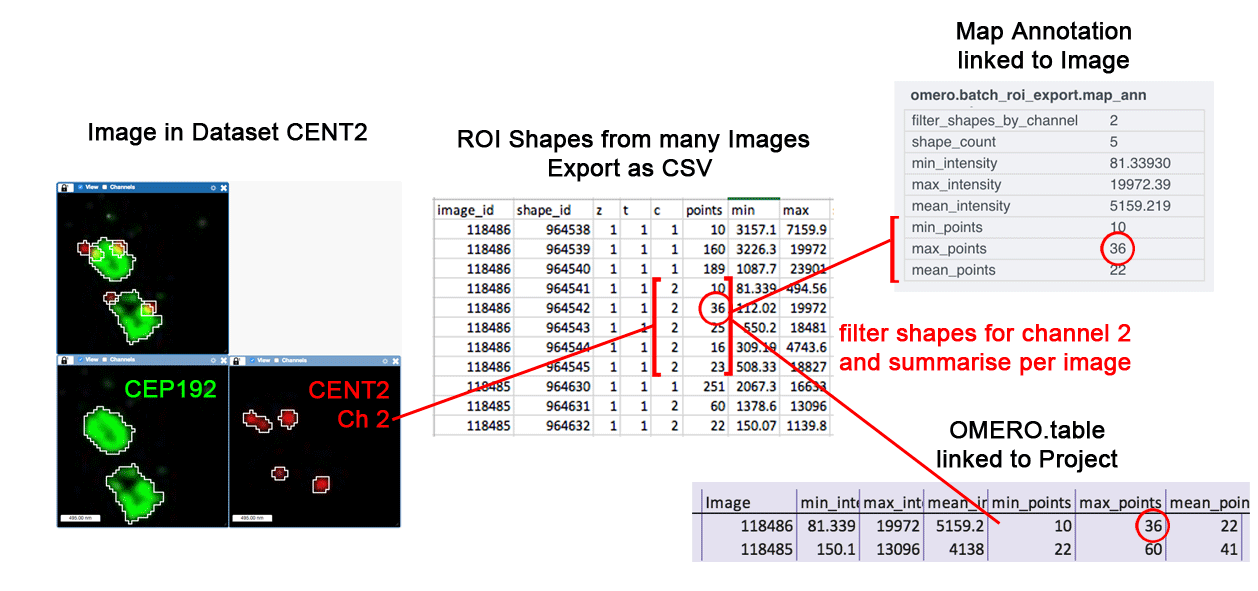 Map Annotation
linked to Image
omero.batch_roi_export.map_ann
filter_shapes_by_channel 2
shape_count 5
min_intensity 81.33930
max_intensity 19972.39
mean_intensity 5159.219
min_points 10
max_points 36
mean_points 22
Image in Dataset CENT2
View Channels
View Channels
View Channels
CEP192
CENT2
Ch 2
495.00 nm
495.00 nm
ROI Shapes from many Images
Export as CSV
image_id shape_id z t c points min max
118486 964538 1 1 1 10 3157.1 7159.9
118486 964539 1 1 1 160 3226.3 19972
118486 964540 1 1 1 189 1087.7 23901
118486 964541 1 1 2 10 81.339 494.56
118486 964542 1 1 2 36 112.02 19972
118486 964543 1 1 2 25 550.2 18481
118486 964544 1 1 2 16 309.19 4743.6
118486 964545 1 1 2 23 508.33 18827
118485 964630 1 1 1 251 2067.3 16633
118485 964631 1 1 2 60 1378.6 13096
118485 964632 1 1 2 22 150.07 1139.8
filter shapes for channel 2
and summarise per image
OMERO.table
linked to Project
Image min_inte max_int mean_in min_points max_points mean_poin
118486 81.339 19972 5159.2 10 36 22
118485 150.1 13096 4138 22 60 41